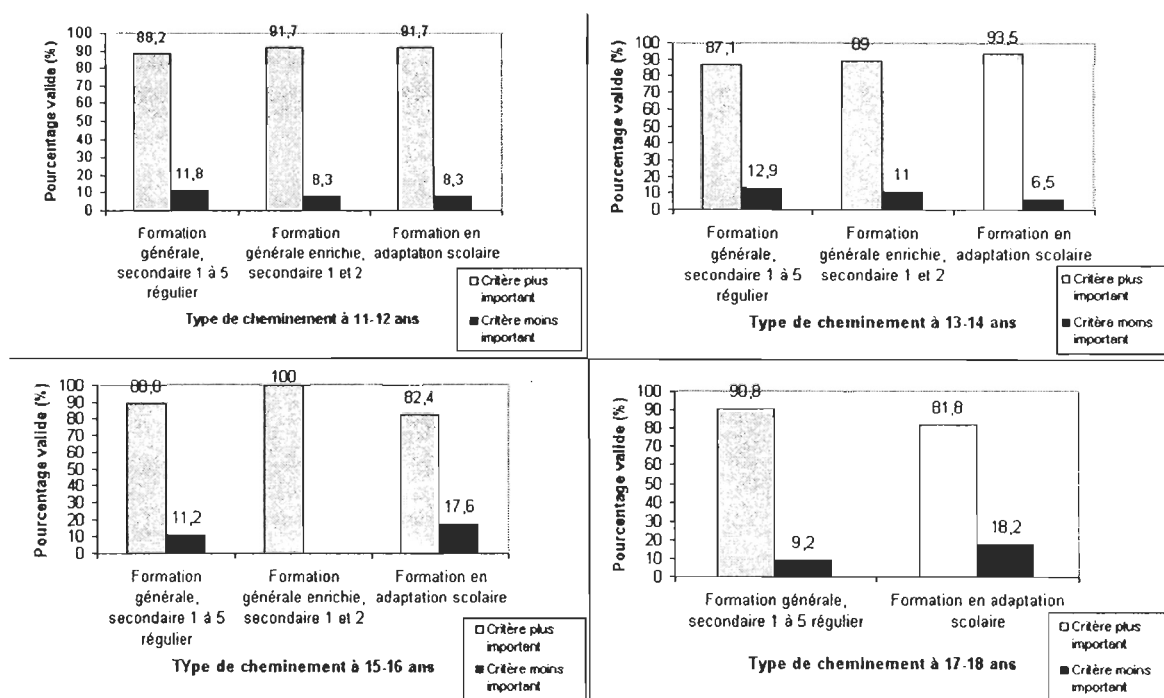 Pourcentage valide (%)
100
90
80
70
60
50
40
30
20
10
0
88,2
11,8
91,7
8,3
91,7
8,3
Formation
générale,
secondaire 1 à 5
régulier
Formation
générale enrichie,
secondaire 1 et 2
Formation en
adaptation scolaire
Type de cheminement à 11-12 ans
Critère plus
important
Critère moins
important
Pourcentage valide (%)
100
90
80
70
60
50
40
30
20
10
0
87,1
12,9
89
11
93,5
6,5
Formation
générale,
secondaire 1 à 5
régulier
Formation
générale enrichie,
secondaire 1 et 2
Formation en
adaptation scolaire
Type de cheminement à 13-14 ans
Critère plus
important
Critère moins
important
Pourcentage valide (%)
100
90
80
70
60
50
40
30
20
10
0
88,8
11,2
100
82,4
17,6
Formation
générale,
secondaire 1 à 5
régulier
Formation
générale enrichie,
secondaire 1 et 2
Formation en
adaptation scolaire
TYpe de cheminement à 15-16 ans
Critère plus
important
Critère moins
important
Pourcentage valide (%)
100
90
80
70
60
50
40
30
20
10
0
90,8
9,2
81,8
18,2
Formation générale,
secondaire 1 à 5 régulier
Formation en adaptation
scolaire
Type de cheminement à 17-18 ans
Critère plus
important
Critère moins
important